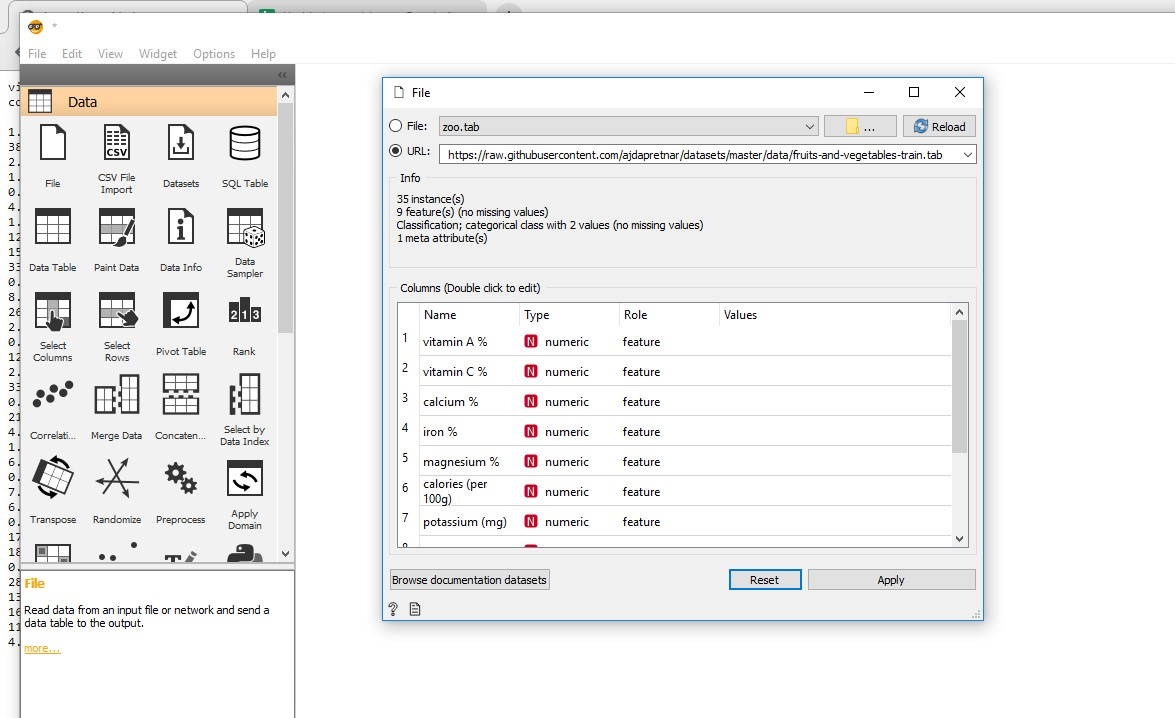 File Edit View Widget Options Help
«
Data
File
CSV File Import
Datasets
SQL Table
Data Table
Paint Data
Data Info
Data Sampler
Select Columns
Select Rows
Pivot Table
Rank
Correlati...
Merge Data
Concaten...
Select by Data Index
Transpose
Randomize
Preprocess
Apply Domain
File
Read data from an input file or network and send a
data table to the output.
more...
File
File: zoo.tab ... Reload
URL: https://raw.githubusercontent.com/ajdapretnar/datasets/master/data/fruits-and-vegetables-train.tab
Info
35 instance(s)
9 feature(s) (no missing values)
Classification; categorical class with 2 values (no missing values)
1 meta attribute(s)
Columns (Double click to edit)
Name Type Role Values
1 vitamin A % N numeric feature
2 vitamin C % N numeric feature
3 calcium % N numeric feature
4 iron % N numeric feature
5 magnesium % N numeric feature
6 calories (per 100g) N numeric feature
7 potassium (mg) N numeric feature
Browse documentation datasets Reset Apply
?